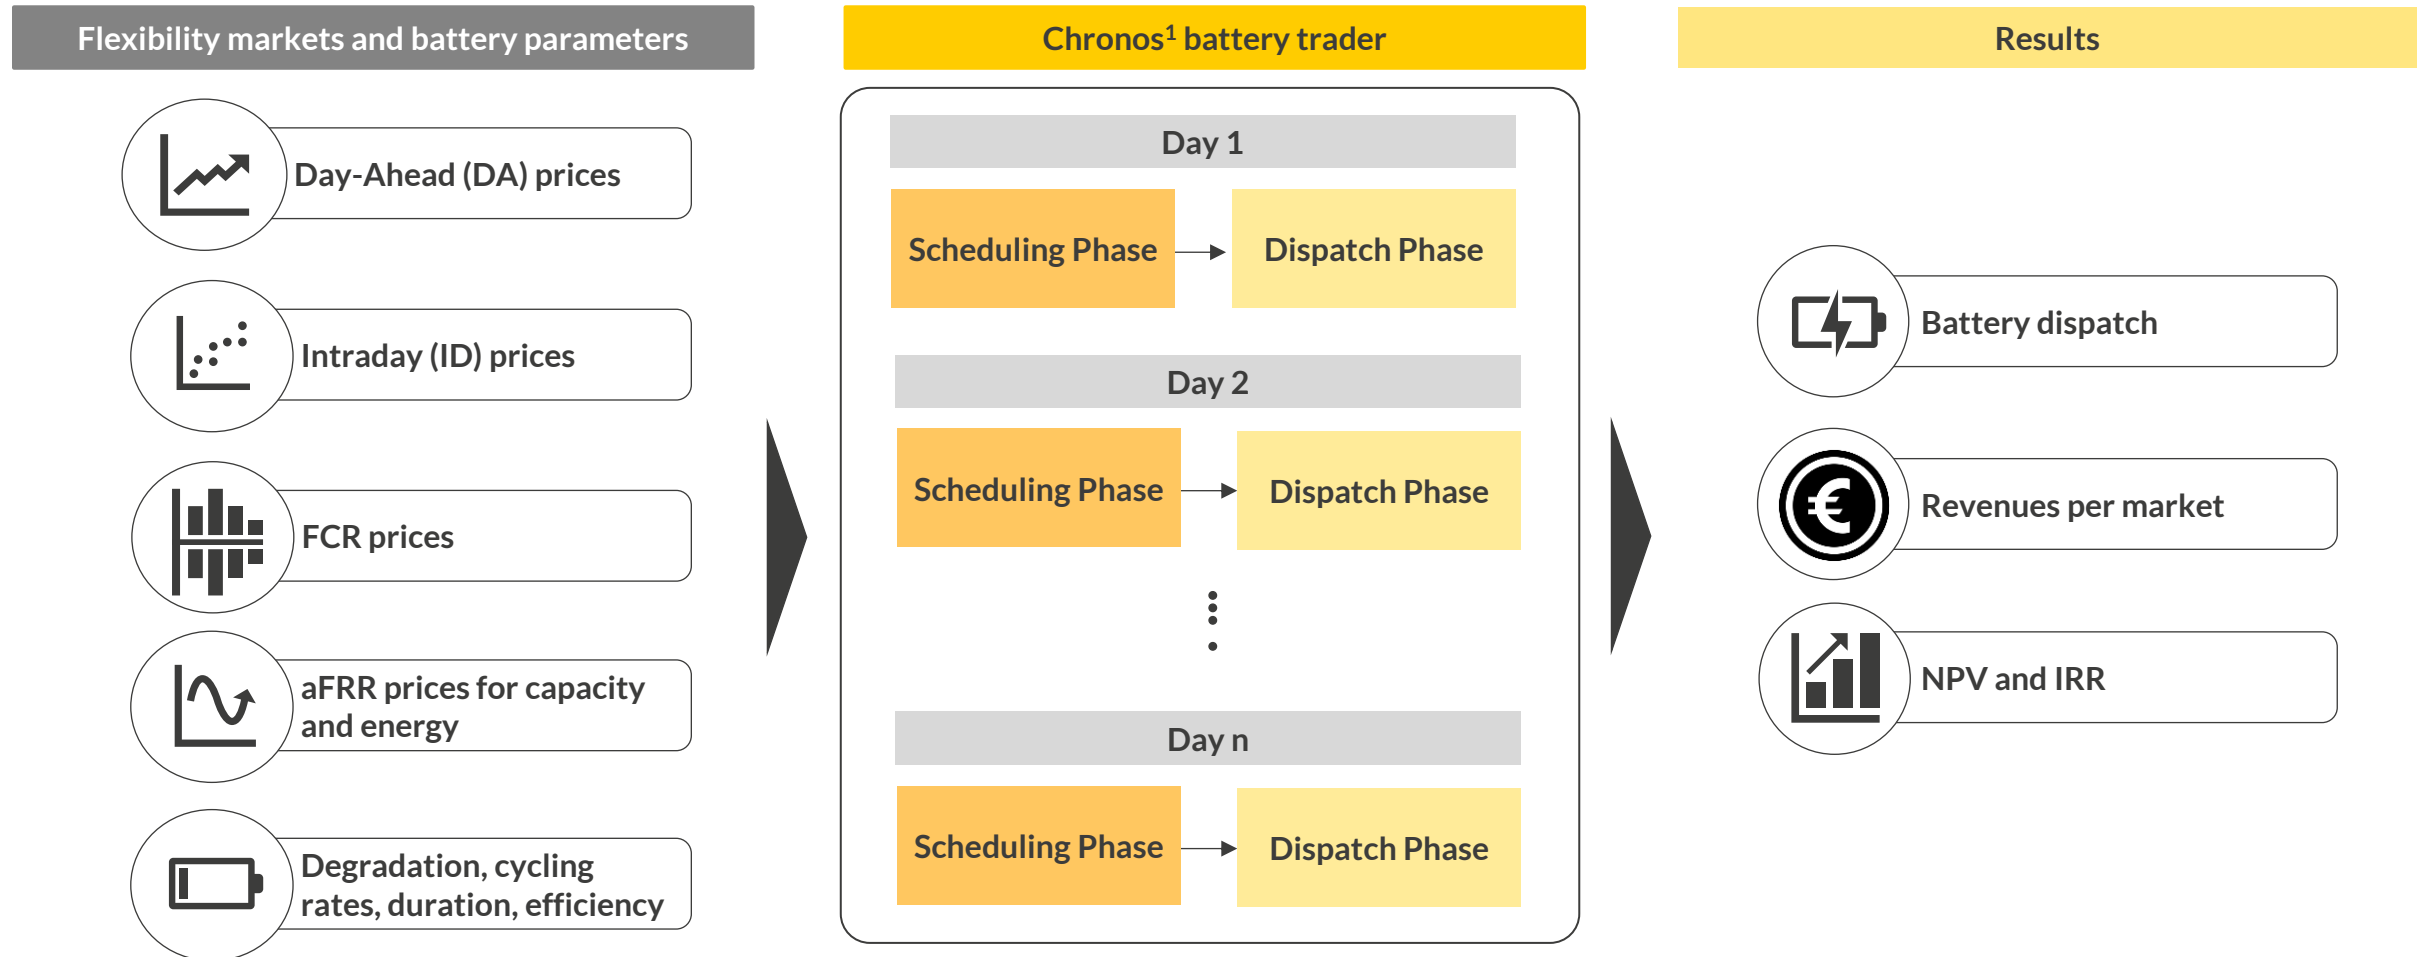 Flexibility markets and battery parameters
Day-Ahead (DA) prices
Intraday (ID) prices
FCR prices
aFRR prices for capacity
and energy
Degradation, cycling
rates, duration, efficiency
Chronos¹ battery trader
Day 1
Scheduling Phase
Dispatch Phase
Day 2
Scheduling Phase
Dispatch Phase
Day n
Scheduling Phase
Dispatch Phase
Results
Battery dispatch
€
Revenues per market
NPV and IRR